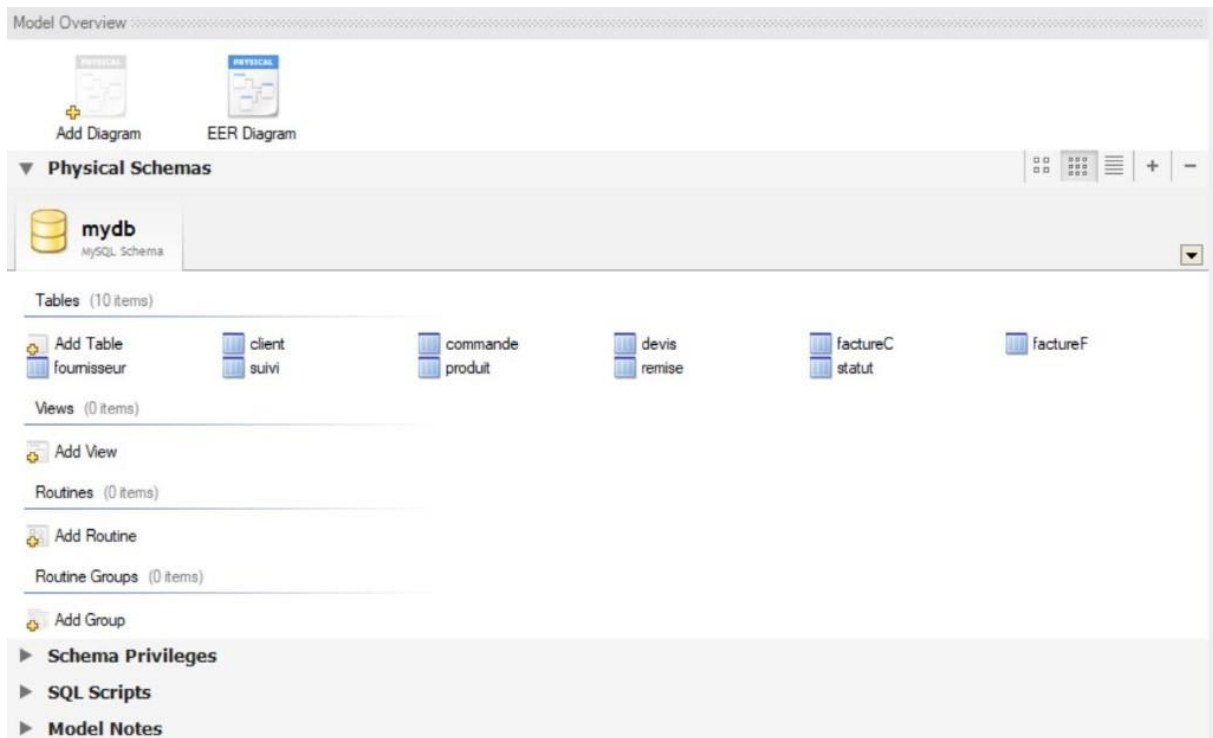 Model Overview
PHYSICAL PHYSICAL
Add Diagram EER Diagram
Physical Schemas + -
mydb
MySQL Schema
Tables (10 items)
Add Table client commande devis factureC factureF
fournisseur suivi produit remise statut
Views (0 items)
Add View
Routines (0 items)
Add Routine
Routine Groups (0 items)
Add Group
Schema Privileges
SQL Scripts
Model Notes